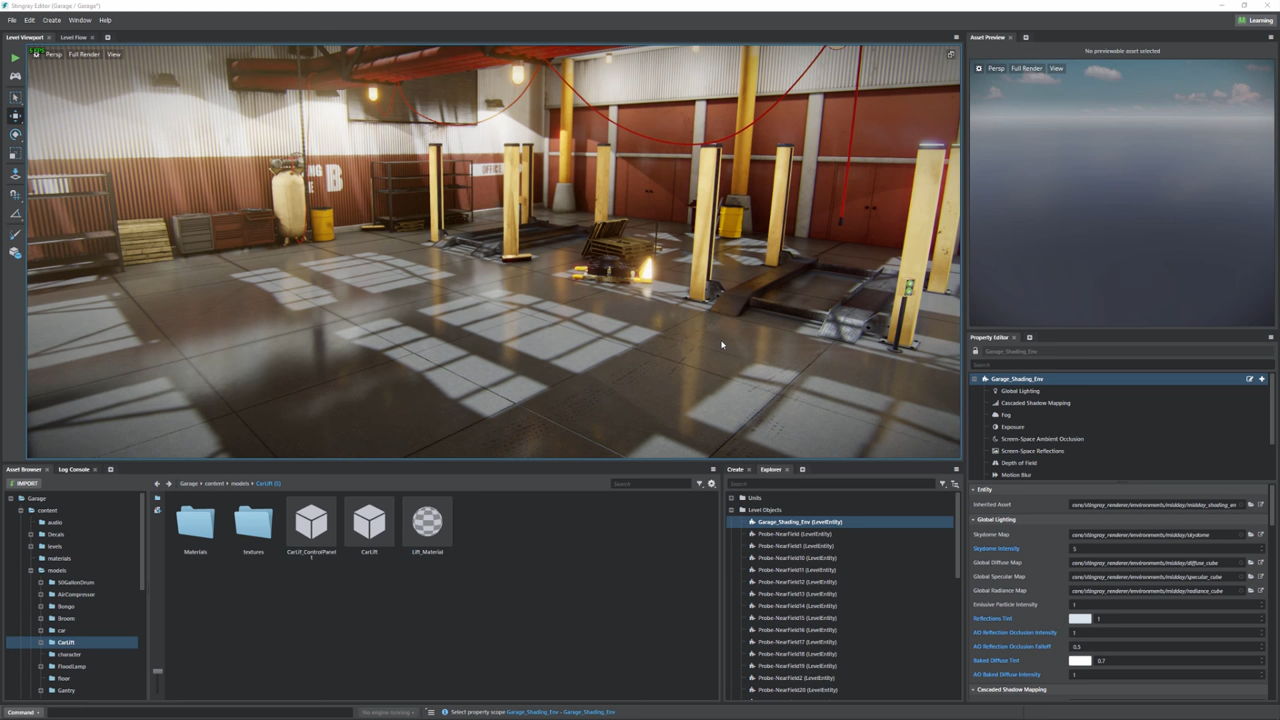 Stingray Editor (Garage / Garage*)
File Edit Create Window Help
Learning
Level Viewport Level Flow
Persp Full Render View
OFFICE
B
Asset Preview
No previewable asset selected
Persp Full Render View
Property Editor
Garage_Shading_Env
Search
Garage_Shading_Env
Global Lighting
Cascaded Shadow Mapping
Fog
Exposure
Screen-Space Ambient Occlusion
Screen-Space Reflections
Depth of Field
Motion Blur
Entity
Inherited Asset core/stingray_renderer/environments/midday/midday_shading_en
Global Lighting
Skydome Map core/stingray_renderer/environments/midday/skydome
Skydome Intensity 5
Global Diffuse Map core/stingray_renderer/environments/midday/diffuse_cube
Global Specular Map core/stingray_renderer/environments/midday/specular_cube
Global Radiance Map core/stingray_renderer/environments/midday/radiance_cube
Emissive Particle Intensity 1
Reflections Tint 1
AO Reflection Occlusion Intensity 1
AO Reflection Occlusion Falloff 0.5
Baked Diffuse Tint 0.7
AO Baked Diffuse Intensity 1
Cascaded Shadow Mapping
Asset Browser Log Console
IMPORT
Garage
content
audio
Decals
levels
materials
models
50GallonDrum
AirCompressor
Bongo
Broom
car
CarLift
character
FloodLamp
floor
Gantry
Garage content models CarLift (5)
Search
Materials
textures
CarLif_ControlPanel
1
CarLift
Lift_Material
Create Explorer
Search
Units
Level Objects
Garage_Shading_Env (LevelEntity)
Probe-NearField (LevelEntity)
Probe-NearField1 (LevelEntity)
Probe-NearField10 (LevelEntity)
Probe-NearField11 (LevelEntity)
Probe-NearField12 (LevelEntity)
Probe-NearField13 (LevelEntity)
Probe-NearField14 (LevelEntity)
Probe-NearField15 (LevelEntity)
Probe-NearField16 (LevelEntity)
Probe-NearField17 (LevelEntity)
Probe-NearField18 (LevelEntity)
Probe-NearField19 (LevelEntity)
Probe-NearField2 (LevelEntity)
Probe-NearField20 (LevelEntity)
Command
No engine running
Select property scope Garage_Shading_Env - Garage_Shading_Env